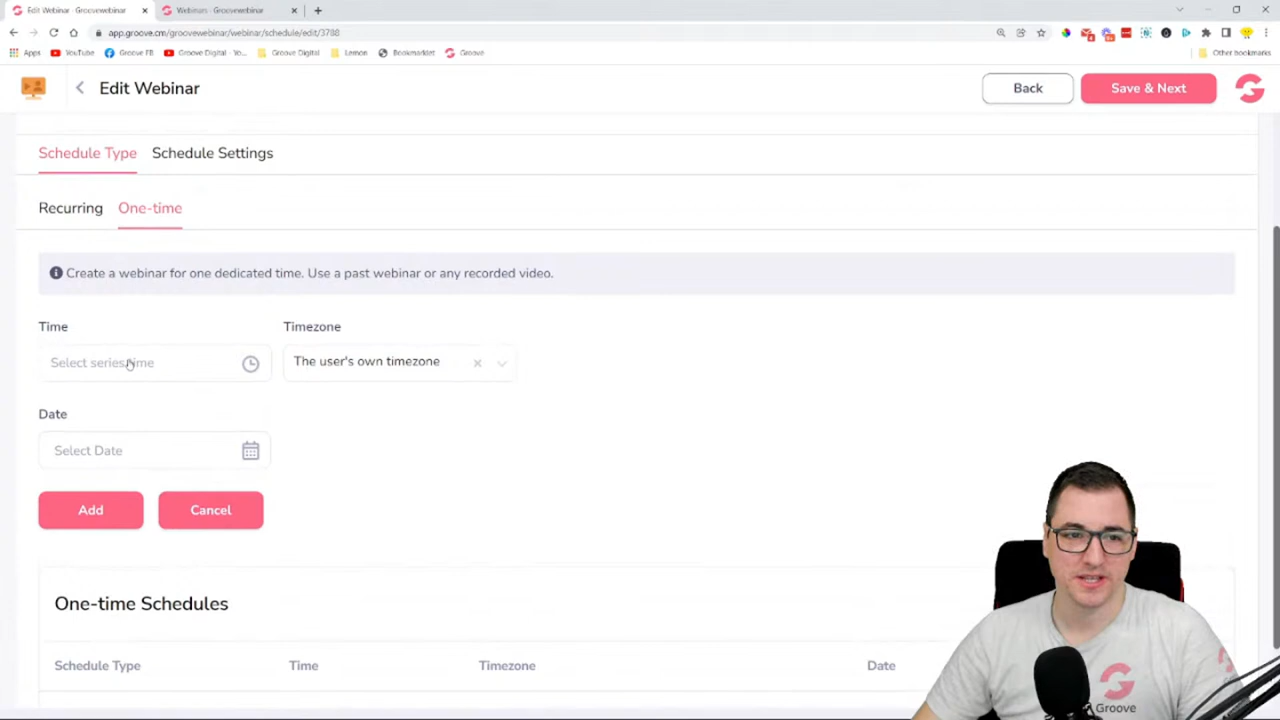 Edit Webinar - Groovewebinar
Webinars - Groovewebinar
app.groove.cm/groovewebinar/webinar/schedule/edit/3788
Apps
YouTube
Groove FB
Groove Digital - Yo...
Groove Digital
Lemon
Bookmarklet
Groove
Other bookmarks
Edit Webinar
Back
Save & Next
Schedule Type
Schedule Settings
Recurring
One-time
Create a webinar for one dedicated time. Use a past webinar or any recorded video.
Time
Timezone
Select series time
The user's own timezone
Date
Select Date
Add
Cancel
One-time Schedules
Schedule Type
Time
Timezone
Date
Groove